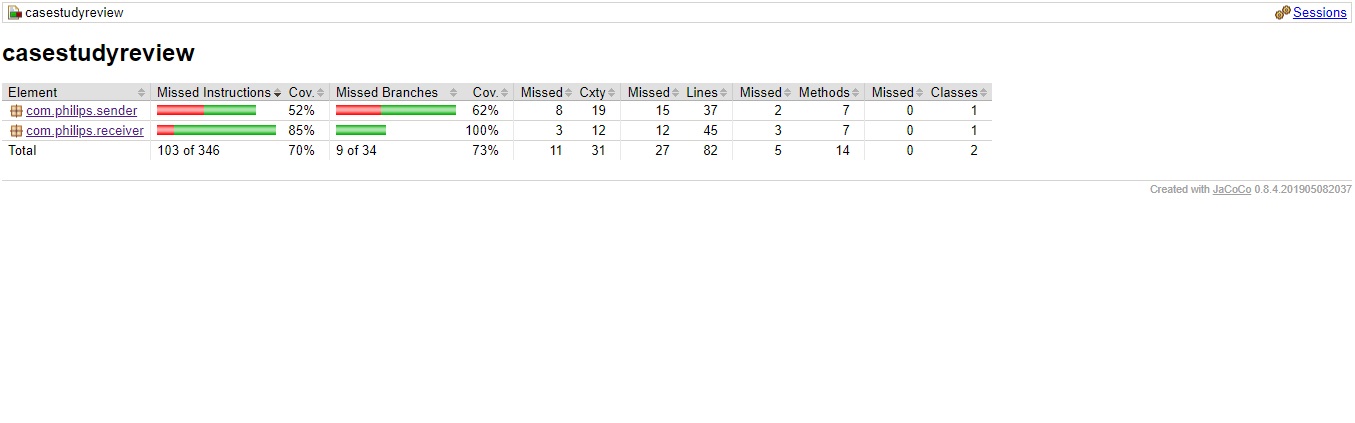 casestudyreview Sessions
casestudyreview
Element Missed Instructions Cov. Missed Branches Cov. Missed Cxty Missed Lines Missed Methods Missed Classes
com.philips.sender 52% 62% 8 19 15 37 2 7 0 1
com.philips.receiver 85% 100% 3 12 12 45 3 7 0 1
Total 103 of 346 70% 9 of 34 73% 11 31 27 82 5 14 0 2
Created with JaCoCo 0.8.4.201905082037